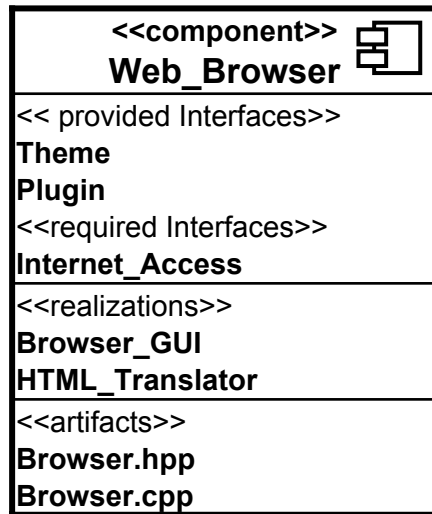 <<component>>
Web_Browser
<< provided Interfaces>>
Theme
Plugin
<<required Interfaces>>
Internet_Access
<<realizations>>
Browser_GUI
HTML_Translator
<<artifacts>>
Browser.hpp
Browser.cpp